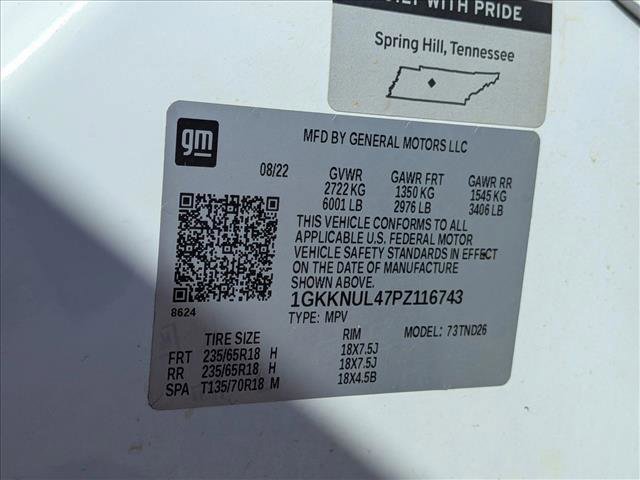 BUILT WITH PRIDE
Spring Hill, Tennessee
gm
MFD BY GENERAL MOTORS LLC
08/22 GVWR GAWR FRT GAWR RR
2722 KG 1350 KG 1545 KG
6001 LB 2976 LB 3406 LB
THIS VEHICLE CONFORMS TO ALL
APPLICABLE U.S. FEDERAL MOTOR
VEHICLE SAFETY STANDARDS IN EFFECT
ON THE DATE OF MANUFACTURE
SHOWN ABOVE.
8624
1GKKNUL47PZ116743
TYPE: MPV MODEL: 73TND26
TIRE SIZE RIM
FRT 235/65R18 H 18X7.5J
RR 235/65R18 H 18X7.5J
SPA T135/70R18 M 18X4.5B